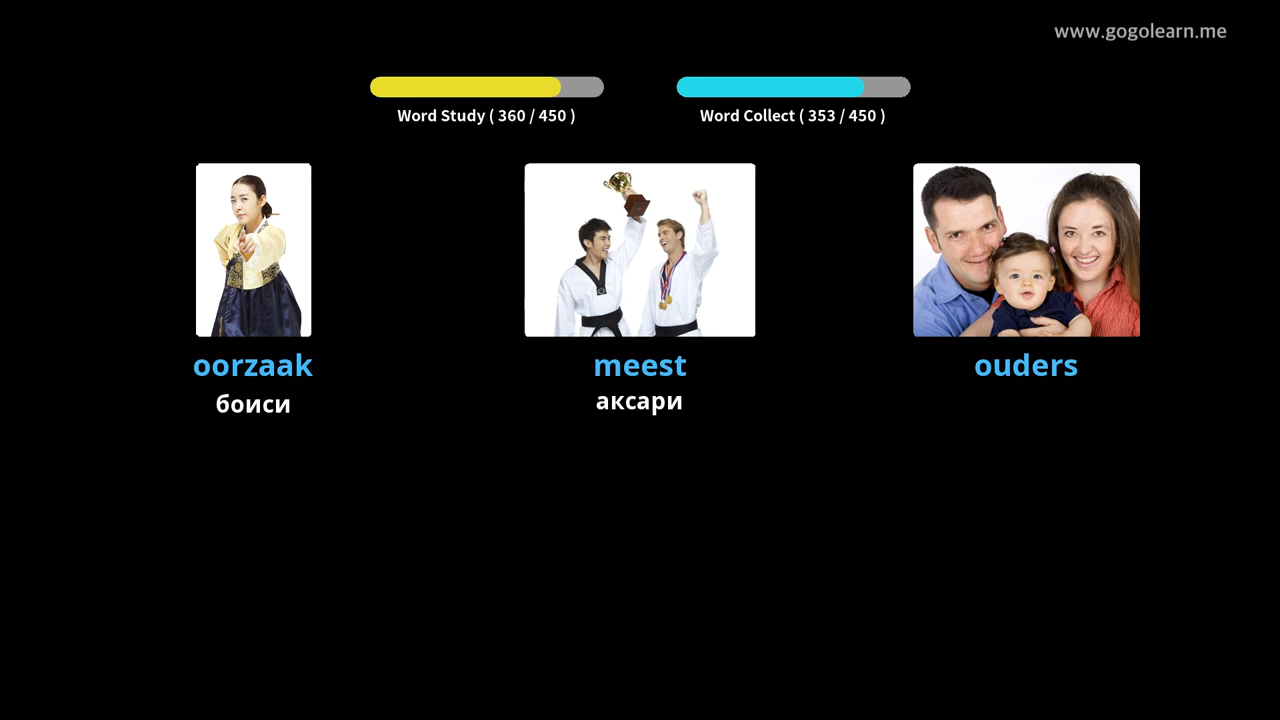 www.gogolearn.me
Word Study ( 360 / 450 )
Word Collect ( 353 / 450 )
oorzaak
боиси
meest
аксари
ouders